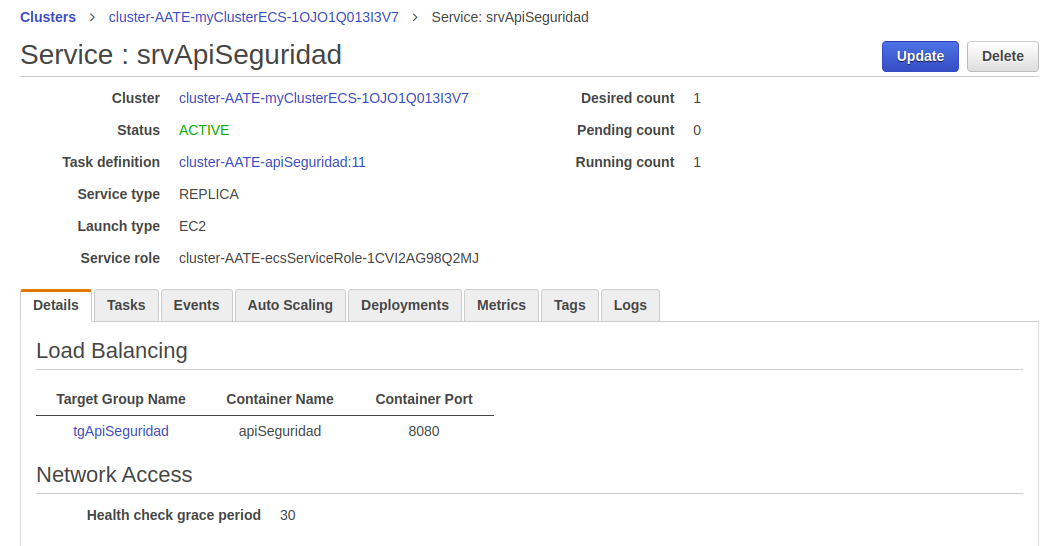 Clusters > cluster-AATE-myClusterECS-1OJO1Q013I3V7 > Service: srvApiSeguridad
Service : srvApiSeguridad
Update Delete
Cluster cluster-AATE-myClusterECS-1OJO1Q013I3V7 Desired count 1
Status ACTIVE Pending count 0
Task definition cluster-AATE-apiSeguridad:11 Running count 1
Service type REPLICA
Launch type EC2
Service role cluster-AATE-ecsServiceRole-1CVI2AG98Q2MJ
Details Tasks Events Auto Scaling Deployments Metrics Tags Logs
Load Balancing
Target Group Name Container Name Container Port
tgApiSeguridad apiSeguridad 8080
Network Access
Health check grace period 30